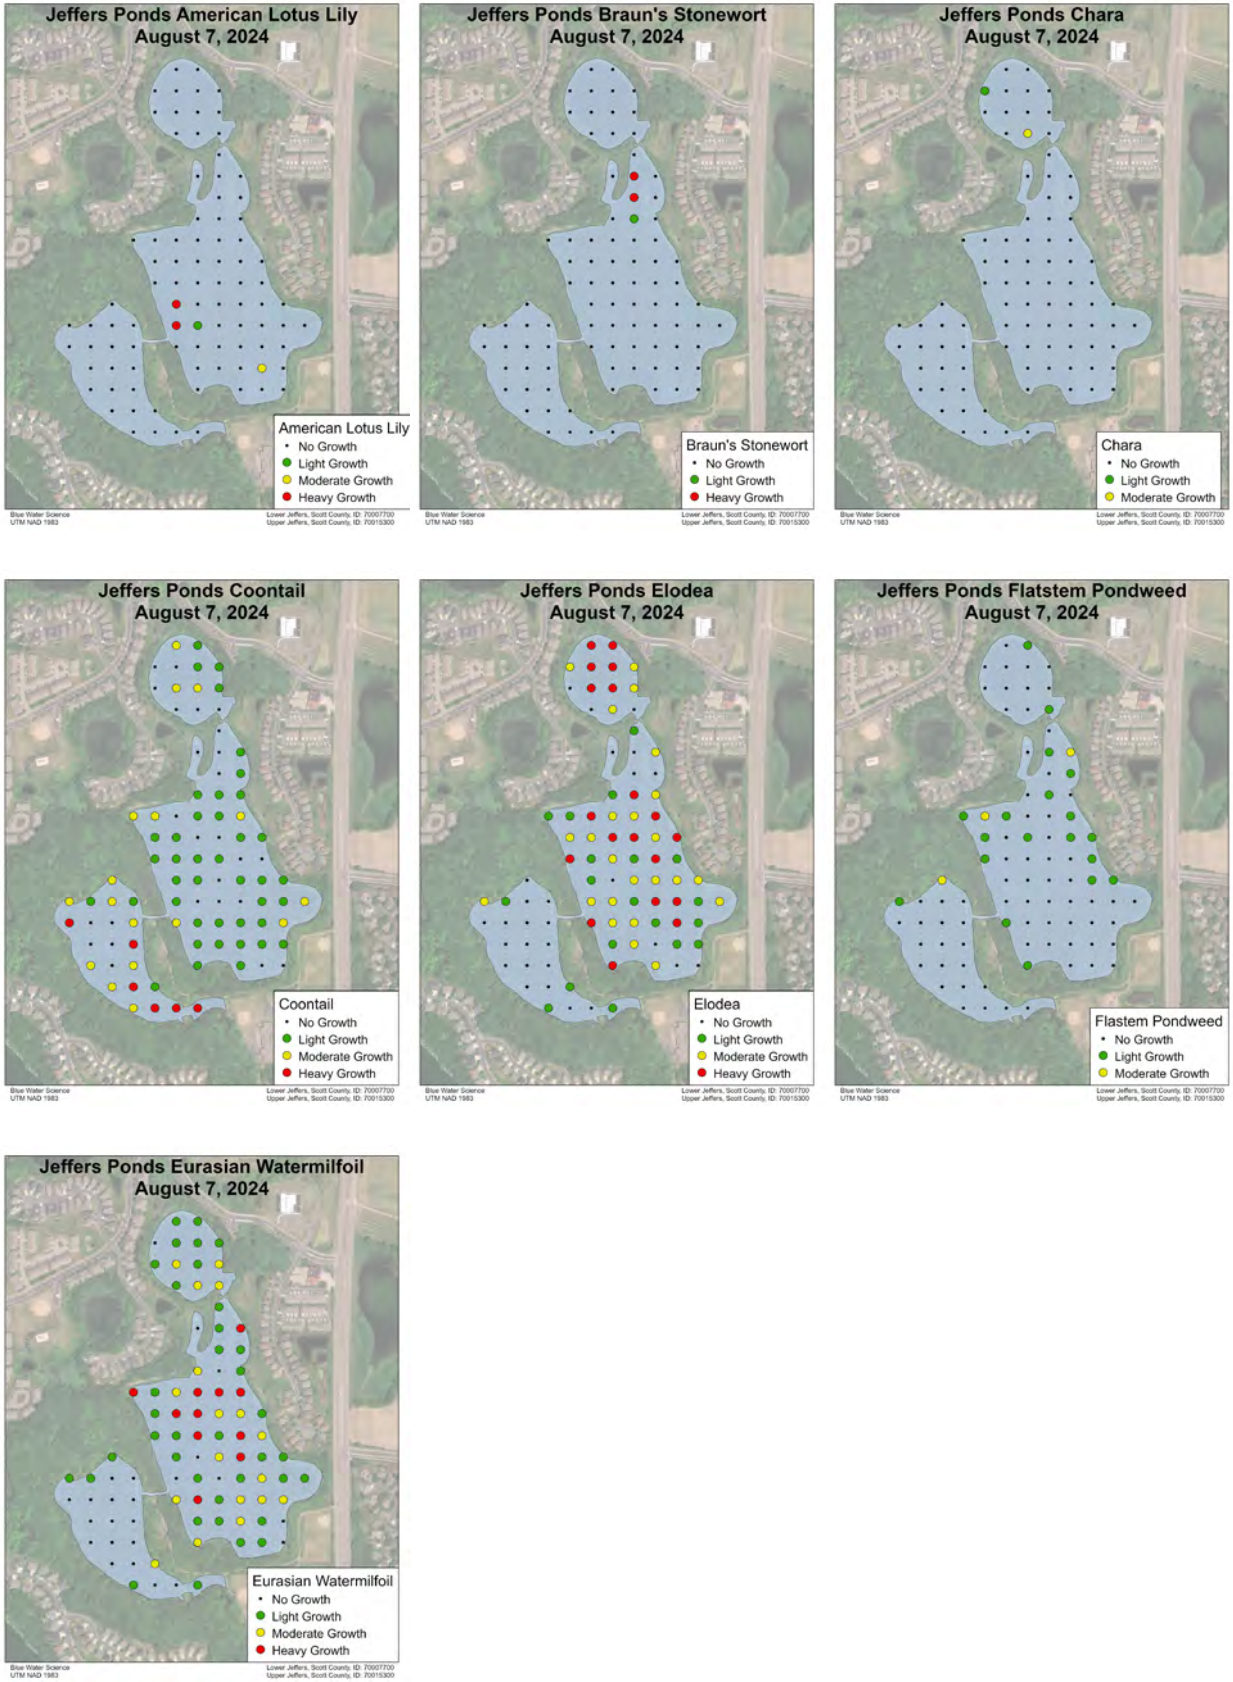 Jeffers Ponds American Lotus Lily
August 7, 2024
American Lotus Lily
No Growth
Light Growth
Moderate Growth
Heavy Growth
Blue Water Science
UTM NAD 1983
Lower Jeffers, Scott County, ID: 70007700
Upper Jeffers, Scott County, ID: 70015300
Jeffers Ponds Braun's Stonewort
August 7, 2024
Braun's Stonewort
No Growth
Light Growth
Heavy Growth
Blue Water Science
UTM NAD 1983
Lower Jeffers, Scott County, ID: 70007700
Upper Jeffers, Scott County, ID: 70015300
Jeffers Ponds Chara
August 7, 2024
Chara
No Growth
Light Growth
Moderate Growth
Blue Water Science
UTM NAD 1983
Lower Jeffers, Scott County, ID: 70007700
Upper Jeffers, Scott County, ID: 70015300
Jeffers Ponds Coontail
August 7, 2024
Coontail
No Growth
Light Growth
Moderate Growth
Heavy Growth
Blue Water Science
UTM NAD 1983
Lower Jeffers, Scott County, ID: 70007700
Upper Jeffers, Scott County, ID: 70015300
Jeffers Ponds Elodea
August 7, 2024
Elodea
No Growth
Light Growth
Moderate Growth
Heavy Growth
Blue Water Science
UTM NAD 1983
Lower Jeffers, Scott County, ID: 70007700
Upper Jeffers, Scott County, ID: 70015300
Jeffers Ponds Flatstem Pondweed
August 7, 2024
Flastem Pondweed
No Growth
Light Growth
Moderate Growth
Blue Water Science
UTM NAD 1983
Lower Jeffers, Scott County, ID: 70007700
Upper Jeffers, Scott County, ID: 70015300
Jeffers Ponds Eurasian Watermilfoil
August 7, 2024
Eurasian Watermilfoil
No Growth
Light Growth
Moderate Growth
Heavy Growth
Blue Water Science
UTM NAD 1983
Lower Jeffers, Scott County, ID: 70007700
Upper Jeffers, Scott County, ID: 70015300